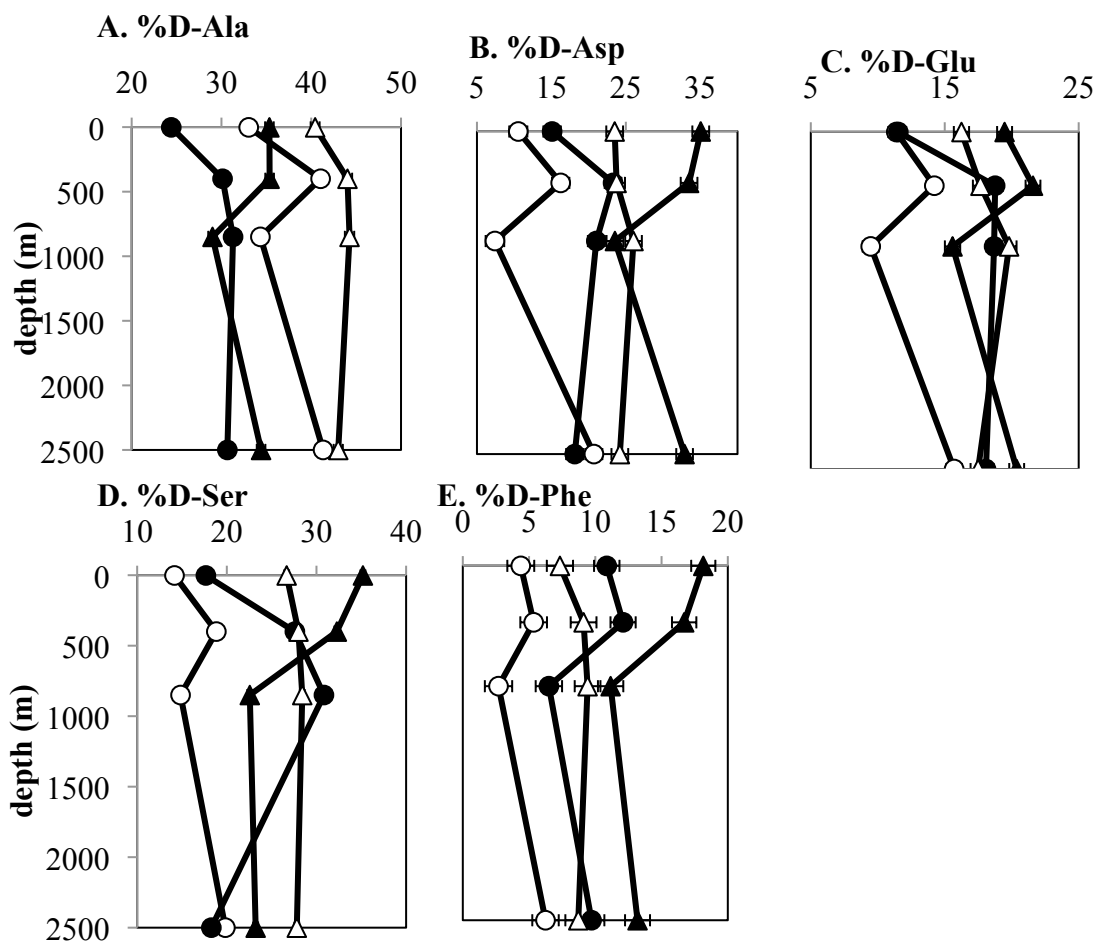 A. %D-Ala
20 30 40 50
B. %D-Asp
5 15 25 35
C. %D-Glu
5 15 25
0
500
1000
1500
2000
2500
depth (m)
D. %D-Ser
10 20 30 40
E. %D-Phe
0 5 10 15 20
0
500
1000
1500
2000
2500
depth (m)